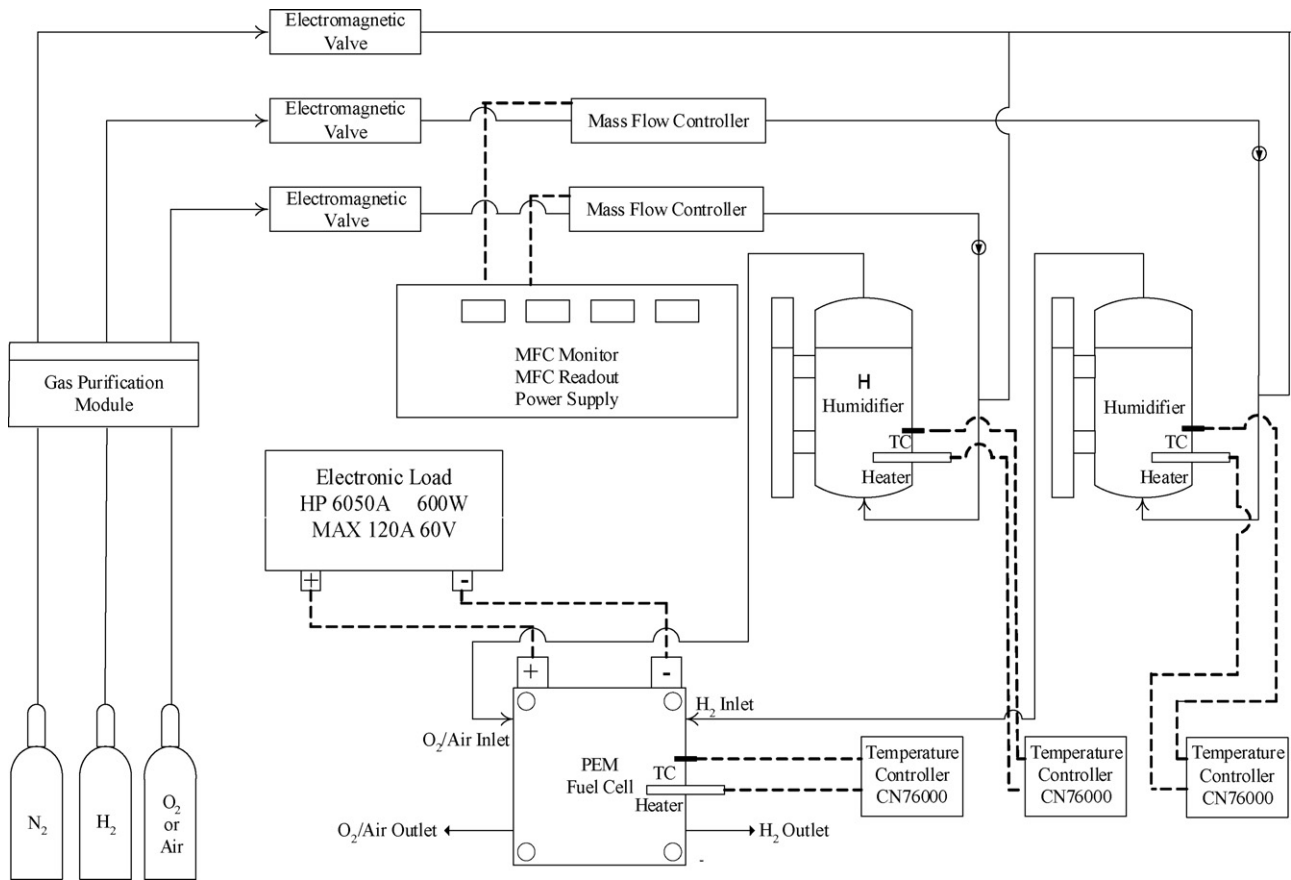 Electromagnetic
Valve
Electromagnetic
Valve
Mass Flow Controller
Electromagnetic
Valve
Mass Flow Controller
MFC Monitor
MFC Readout
Power Supply
Gas Purification
Module
H
Humidifier
TC
Heater
Humidifier
TC
Heater
Electronic Load
HP 6050A 600W
MAX 120A 60V
+ -
+ -
H₂ Inlet
O₂/Air Inlet
PEM
Fuel Cell
TC
Heater
O₂/Air Outlet
H₂ Outlet
-
Temperature
Controller
CN76000
Temperature
Controller
CN76000
Temperature
Controller
CN76000
N₂
H₂
O₂
or
Air